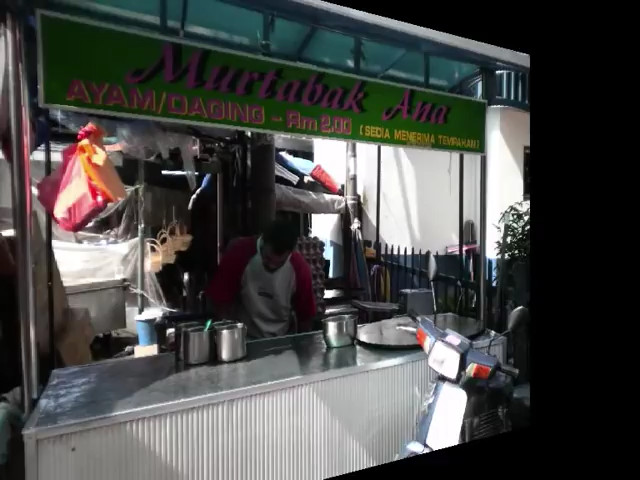 Murtabak Ana
AYAM/DAGING - Rm 2.00 (SEDIA MENERIMA TEMPAHAN)